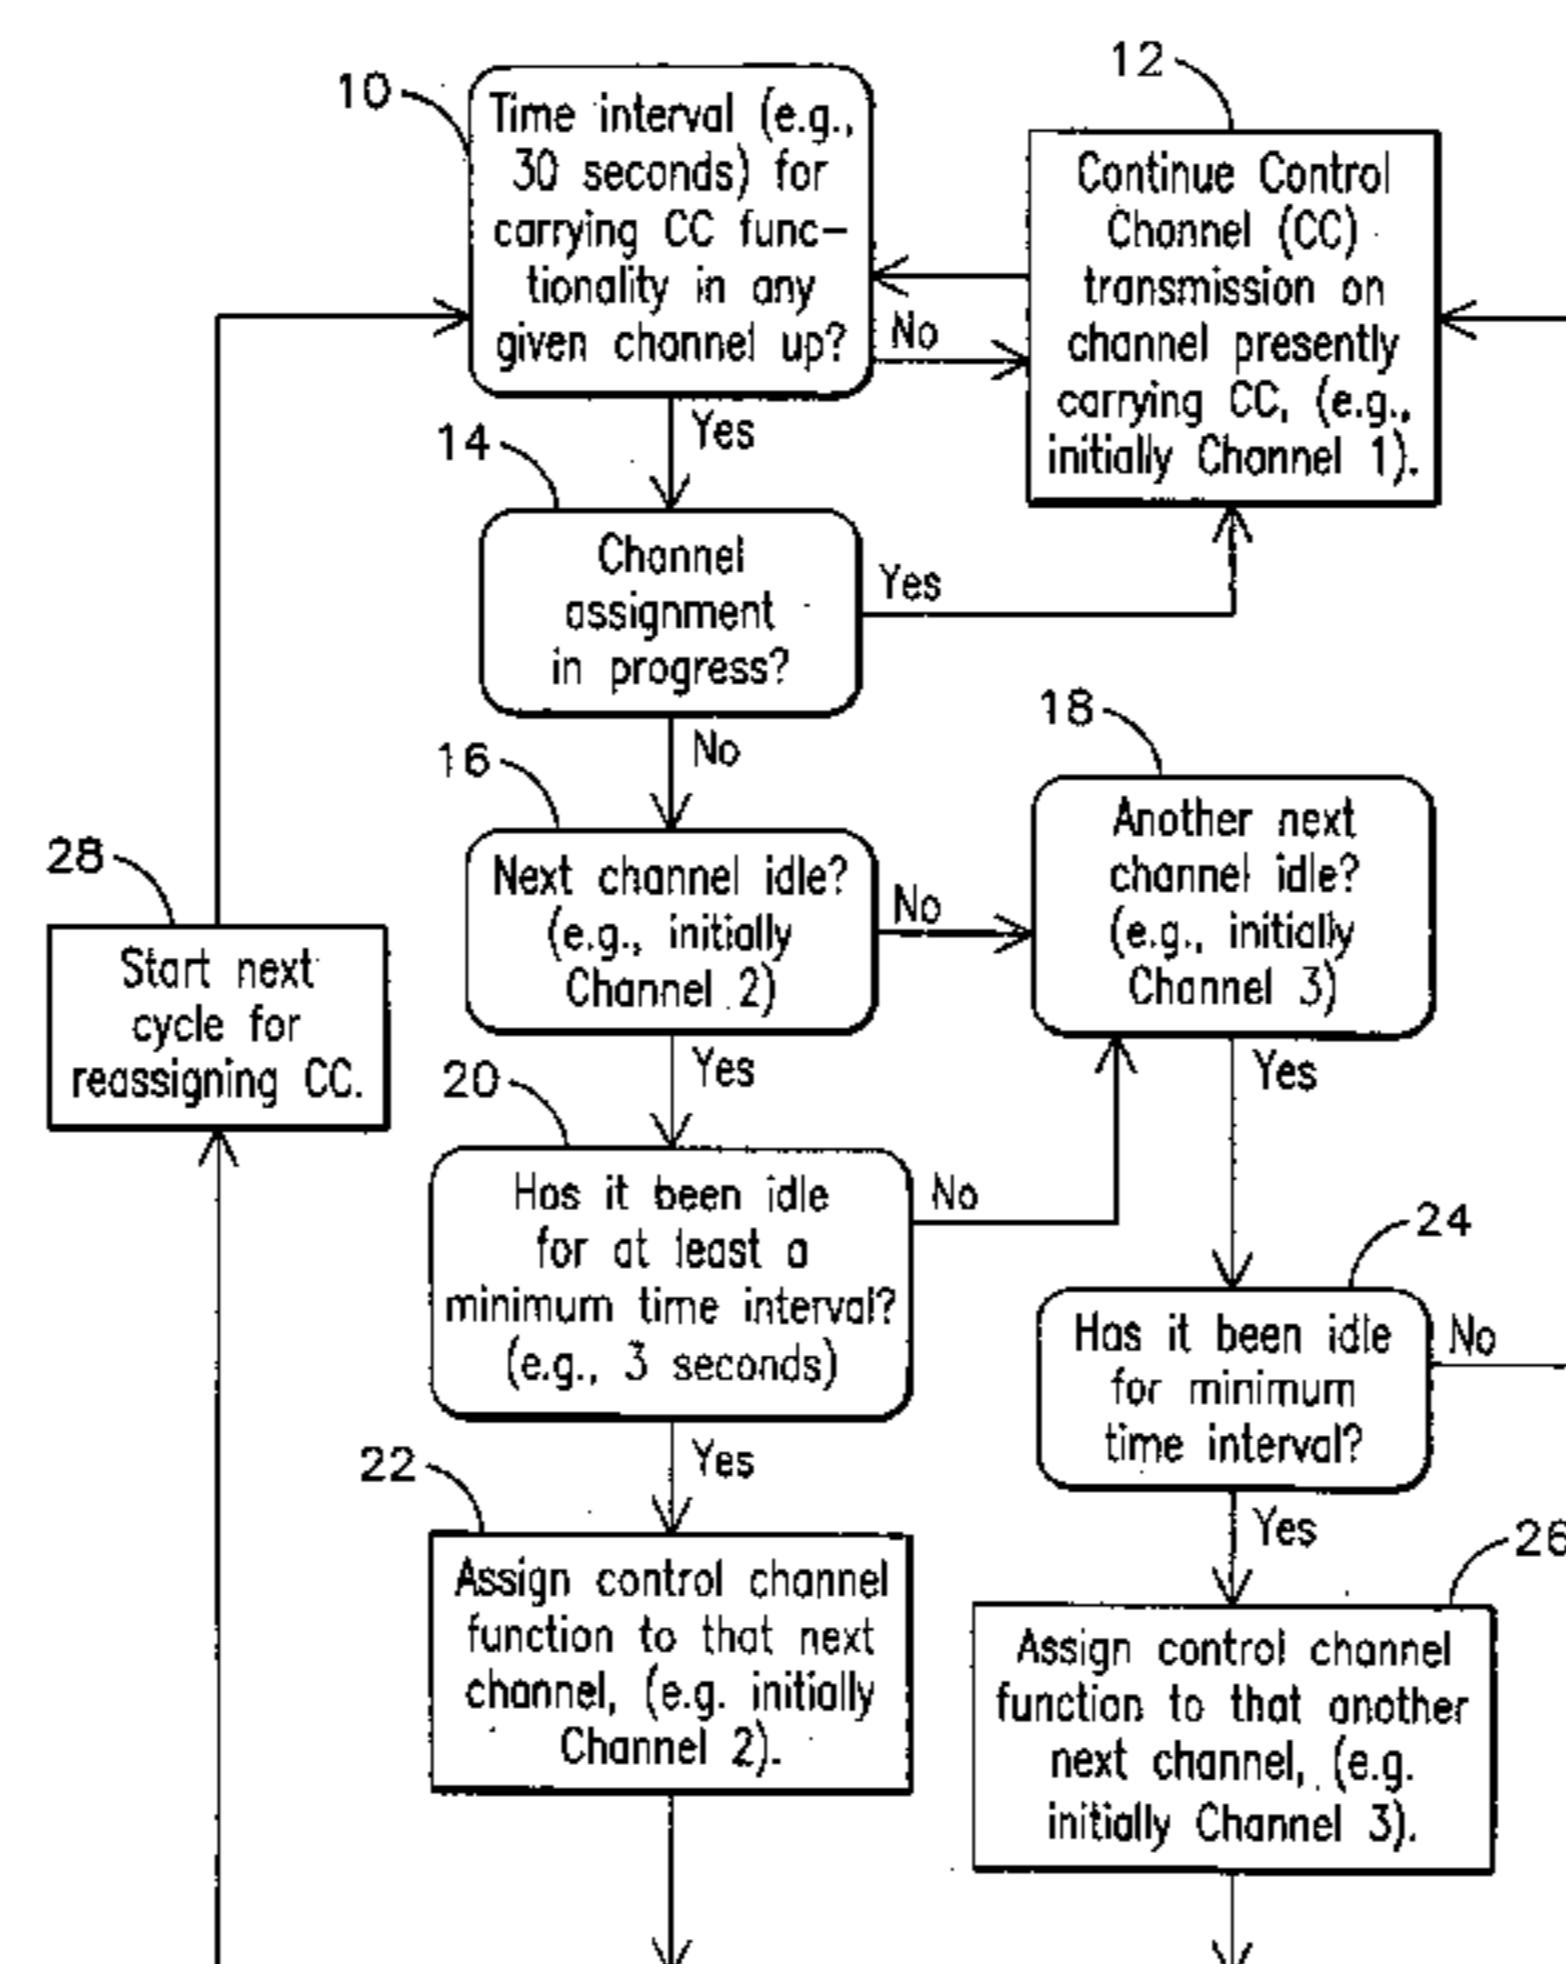 10
Time interval (e.g.,
30 seconds) for
carrying CC func-
tionality in any
given channel up?
12
Continue Control
Channel (CC)
transmission on
channel presently
carrying CC, (e.g.,
initially Channel 1).
No
Yes
14
Channel
assignment
in progress?
Yes
No
16
Next channel idle?
(e.g., initially
Channel 2)
No
18
Another next
channel idle?
(e.g., initially
Channel 3)
28
Start next
cycle for
reassigning CC.
Yes
Yes
20
Has it been idle
for at least a
minimum time interval?
(e.g., 3 seconds)
No
24
Has it been idle
for minimum
time interval?
No
Yes
22
Assign control channel
function to that next
channel, (e.g. initially
Channel 2).
Yes
26
Assign control channel
function to that another
next channel, (e.g.
initially Channel 3).